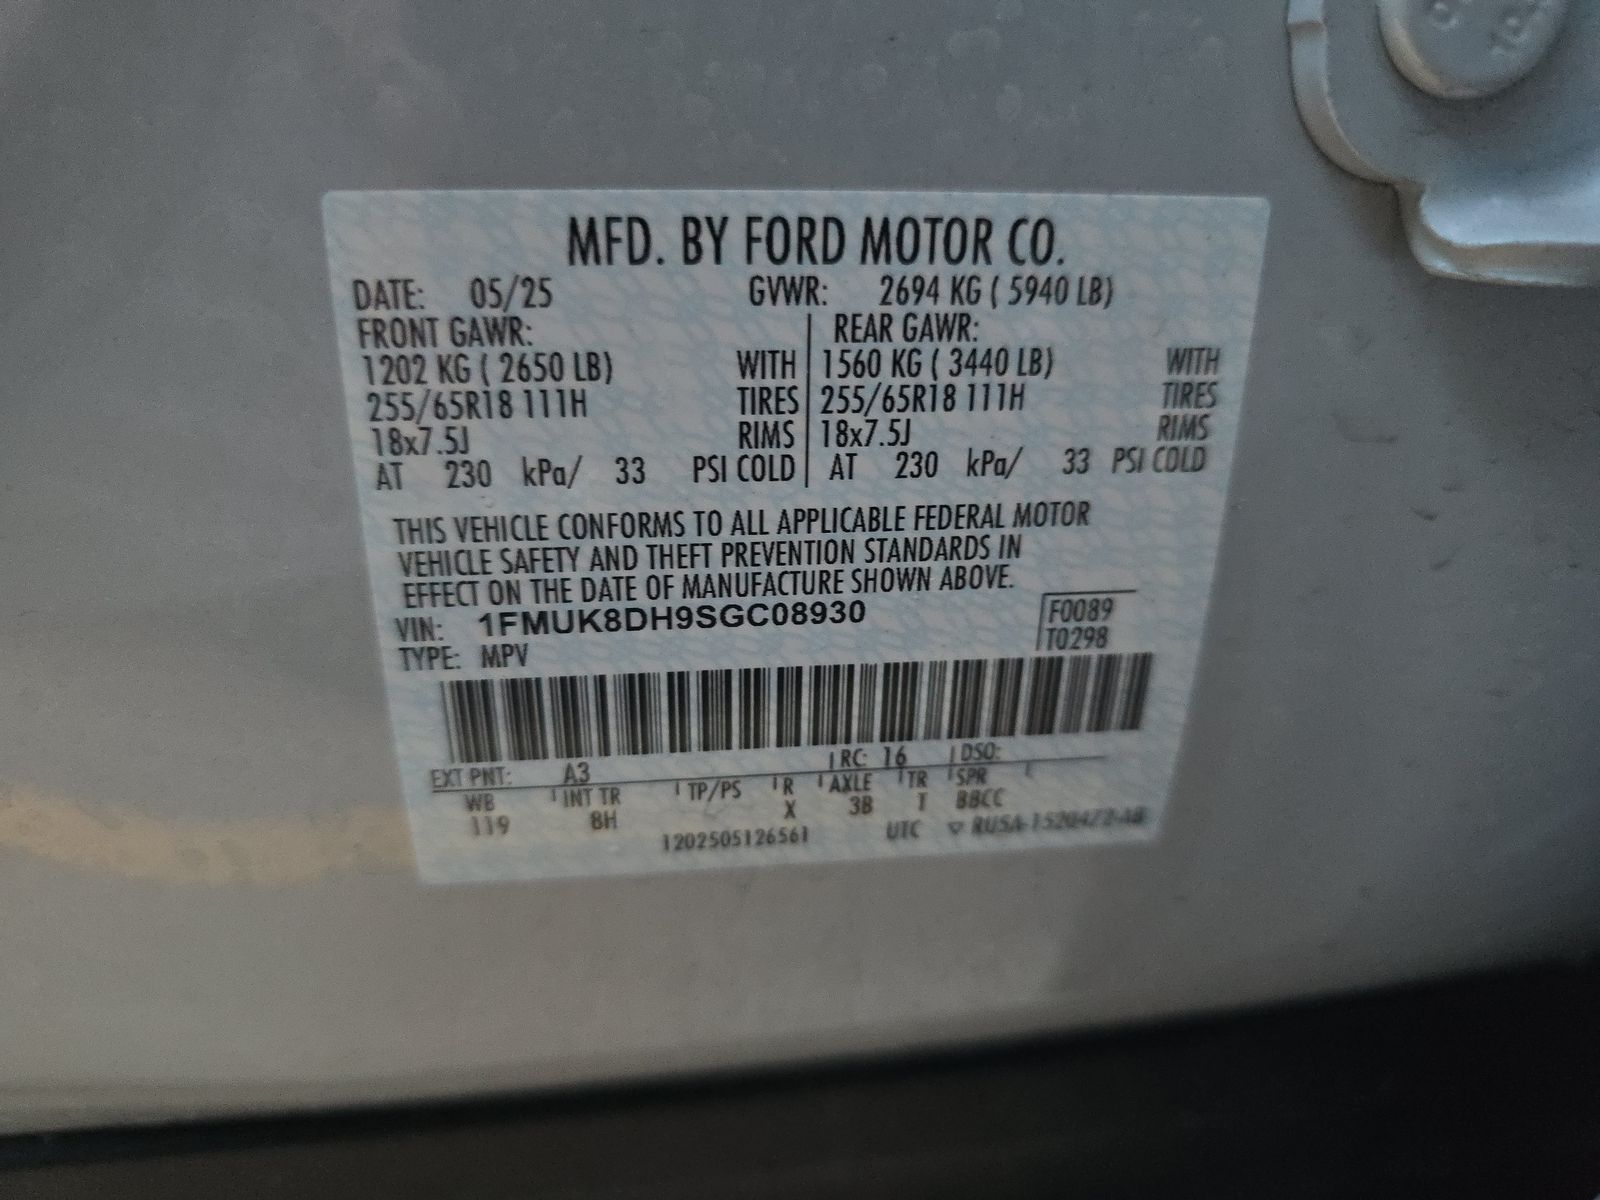 MFD. BY FORD MOTOR CO.
DATE: 05/25 GVWR: 2694 KG ( 5940 LB)
FRONT GAWR: REAR GAWR:
1202 KG ( 2650 LB) WITH 1560 KG ( 3440 LB) WITH
255/65R18 111H TIRES 255/65R18 111H TIRES
18x7.5J RIMS 18x7.5J RIMS
AT 230 kPa/ 33 PSI COLD AT 230 kPa/ 33 PSI COLD
THIS VEHICLE CONFORMS TO ALL APPLICABLE FEDERAL MOTOR
VEHICLE SAFETY AND THEFT PREVENTION STANDARDS IN
EFFECT ON THE DATE OF MANUFACTURE SHOWN ABOVE.
VIN: 1FMUK8DH9SGC08930 F0089
TYPE: MPV T0298
EXT PNT: A3 RC: 16 DSO:
WB INT TR TP/PS R AXLE TR SPR
119 8H X 3B T BBCC
1202505126561 UTC